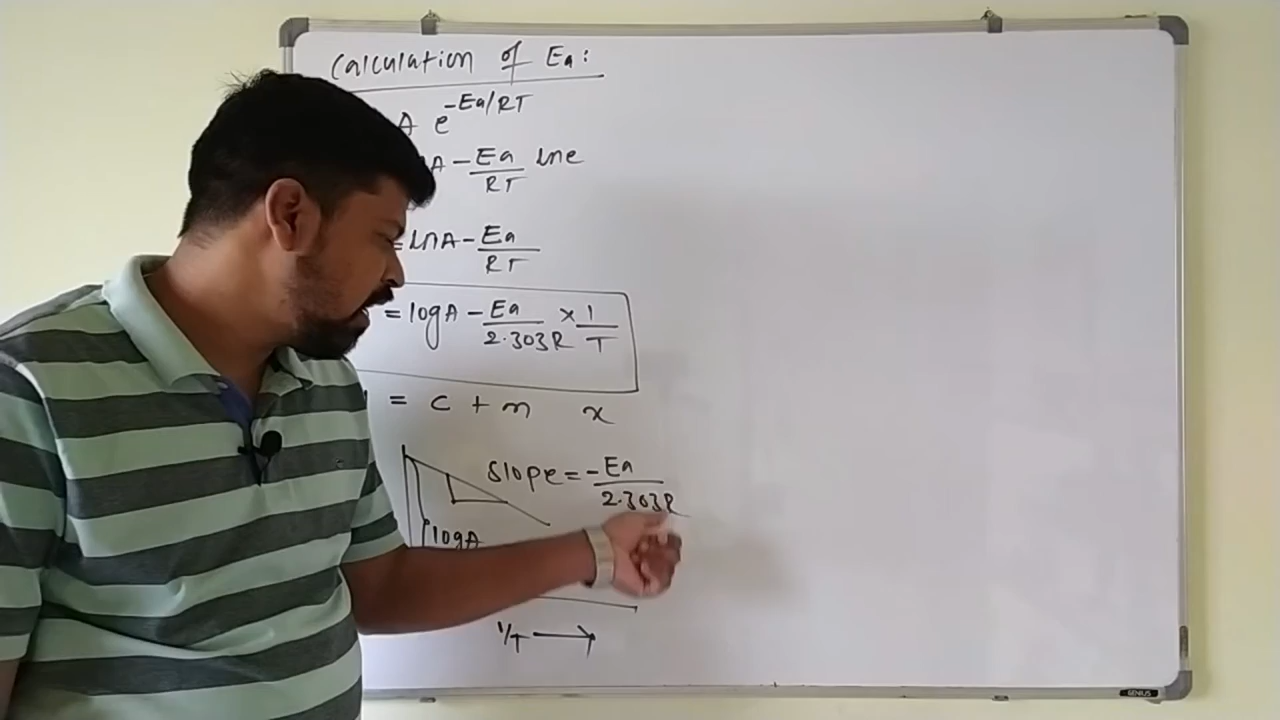 Calculation of Ea:
A e^-Ea/RT
A - Ea/RT lne
= lnA - Ea/RT
= logA - Ea/2.303R × 1/T
= c + m x
Slope = -Ea/2.303R
logA
1/T →
GENIUS